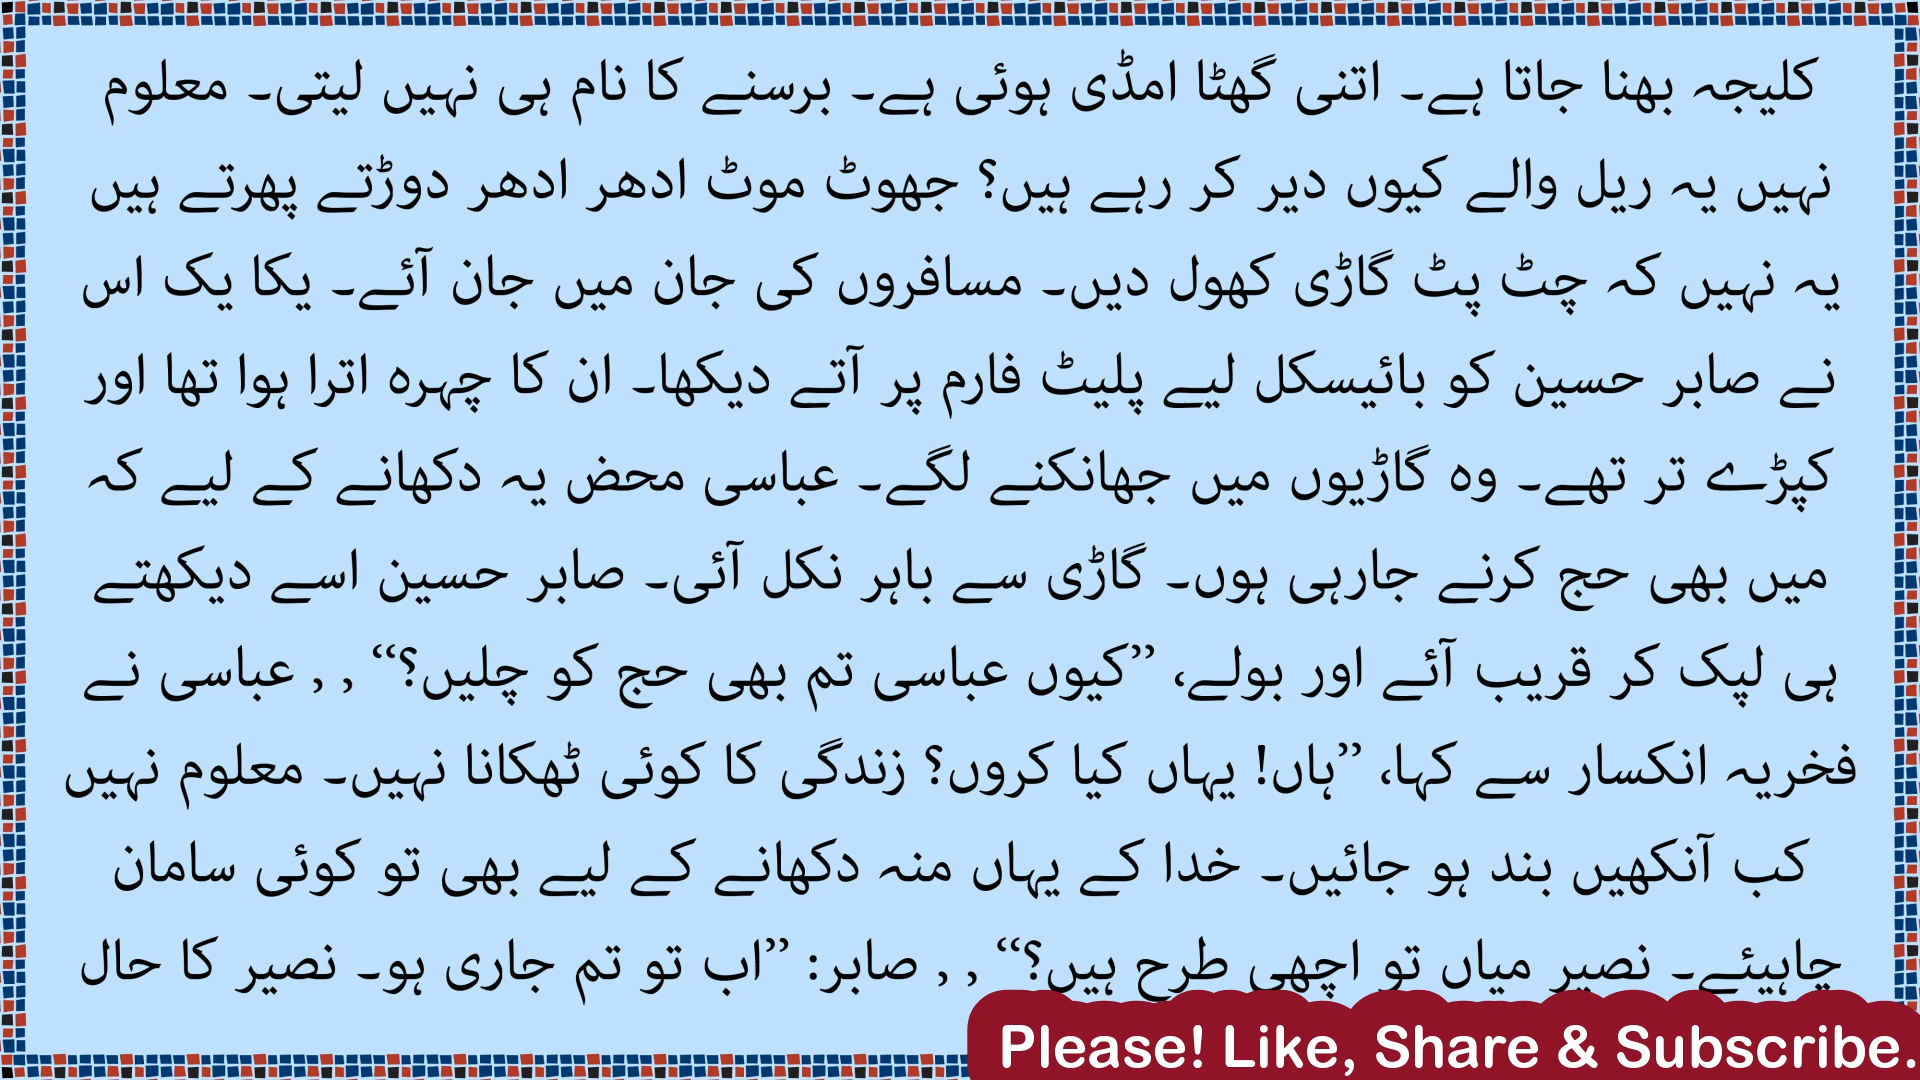 کلیجہ بھنا جاتا ہے۔ اتنی گھٹا امڈی ہوئی ہے۔ برسنے کا نام ہی نہیں لیتی۔ معلوم
نہیں یہ ریل والے کیوں دیر کر رہے ہیں؟ جھوٹ موٹ ادھر ادھر دوڑتے پھرتے ہیں
یہ نہیں کہ چٹ پٹ گاڑی کھول دیں۔ مسافروں کی جان میں جان آئے۔ یکا یک اس
نے صابر حسین کو بائیسکل لیے پلیٹ فارم پر آتے دیکھا۔ ان کا چہرہ اترا ہوا تھا اور
کپڑے تر تھے۔ وہ گاڑیوں میں جھانکنے لگے۔ عباسی محض یہ دکھانے کے لیے کہ
میں بھی حج کرنے جارہی ہوں۔ گاڑی سے باہر نکل آئی۔ صابر حسین اسے دیکھتے
ہی لپک کر قریب آئے اور بولے، ”کیوں عباسی تم بھی حج کو چلیں؟“ , , عباسی نے
فخریہ انکسار سے کہا، ”ہاں! یہاں کیا کروں؟ زندگی کا کوئی ٹھکانا نہیں۔ معلوم نہیں
کب آنکھیں بند ہو جائیں۔ خدا کے یہاں منہ دکھانے کے لیے بھی تو کوئی سامان
چاہیئے۔ نصیر میاں تو اچھی طرح ہیں؟“ , , صابر: ”اب تو تم جاری ہو۔ نصیر کا حال
Please! Like, Share & Subscribe.